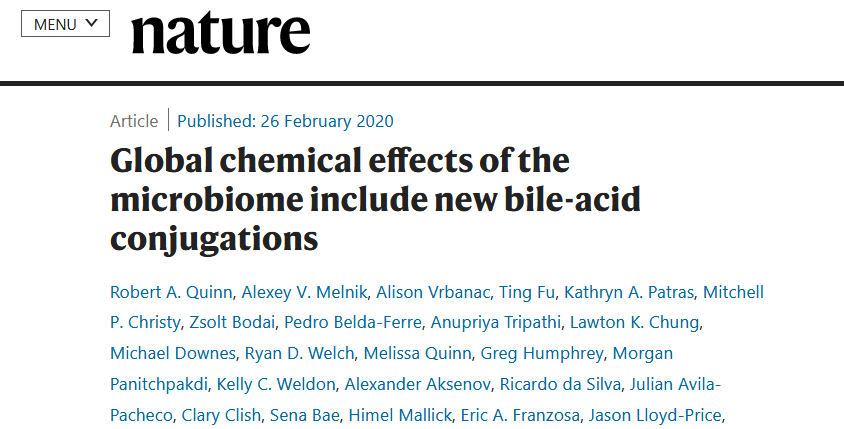 MENU
nature
Article | Published: 26 February 2020
Global chemical effects of the
microbiome include new bile-acid
conjugations
Robert A. Quinn, Alexey V. Melnik, Alison Vrbanac, Ting Fu, Kathryn A. Patras, Mitchell
P. Christy, Zsolt Bodai, Pedro Belda-Ferre, Anupriya Tripathi, Lawton K. Chung,
Michael Downes, Ryan D. Welch, Melissa Quinn, Greg Humphrey, Morgan
Panitchpakdi, Kelly C. Weldon, Alexander Aksenov, Ricardo da Silva, Julian Avila-
Pacheco, Clary Clish, Sena Bae, Himel Mallick, Eric A. Franzosa, Jason Lloyd-Price,